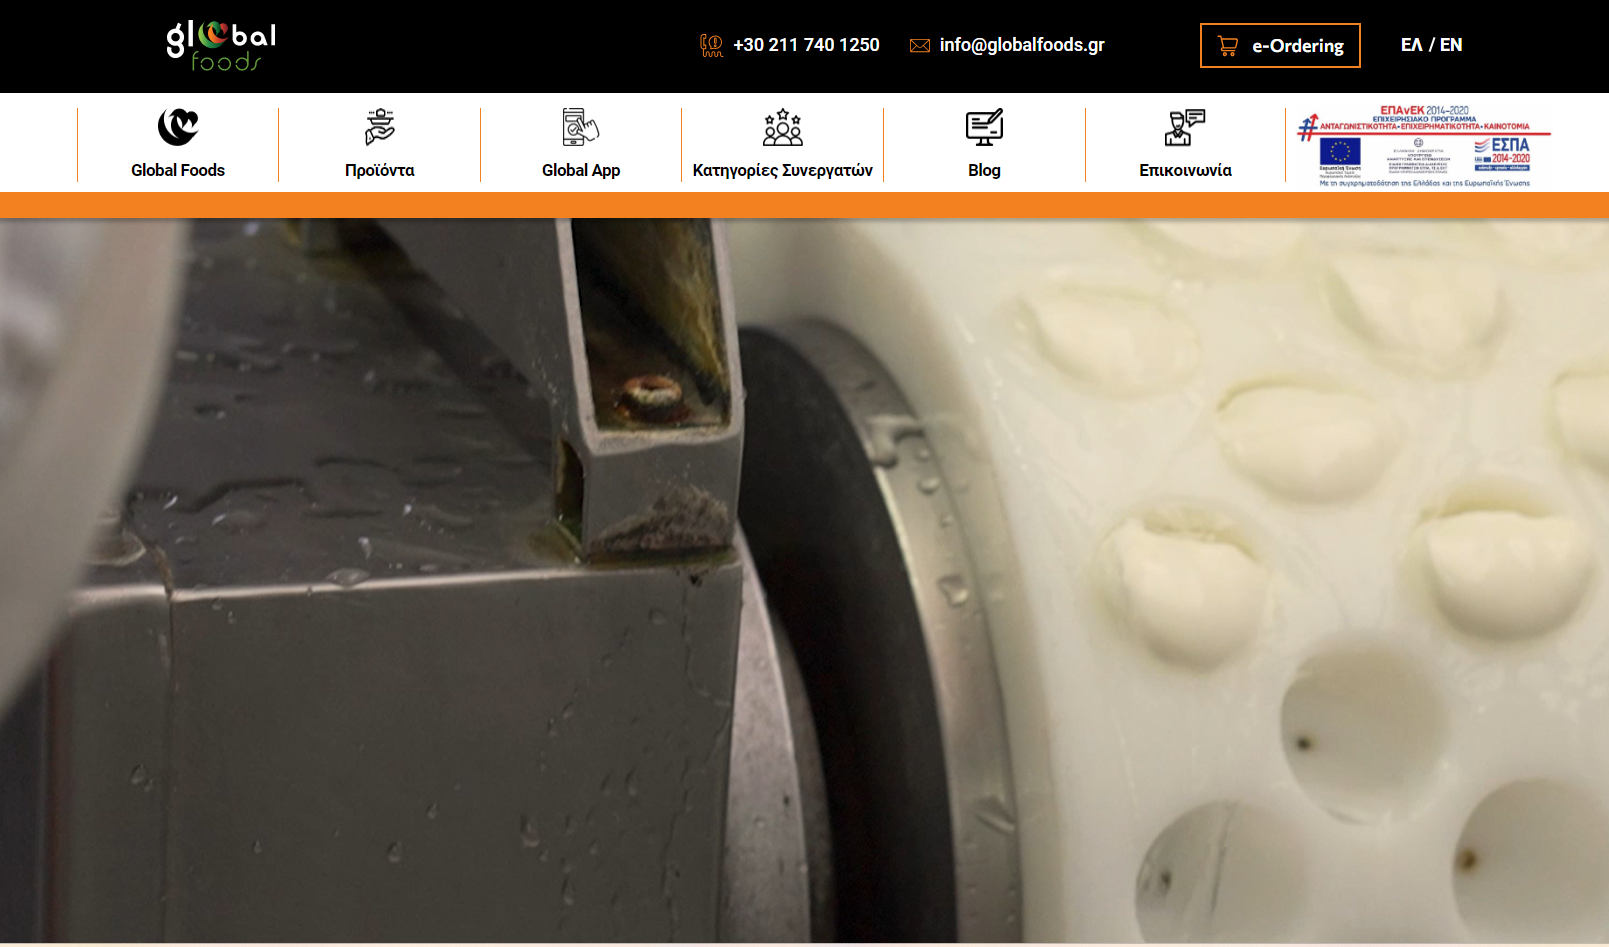 global
foods
+30 211 740 1250
info@globalfoods.gr
e-Ordering
ΕΛ / EN
Global Foods
Προϊόντα
Global App
Κατηγορίες Συνεργατών
Blog
Επικοινωνία
ΕΠΑνΕΚ 2014-2020
ΕΠΙΧΕΙΡΗΣΙΑΚΟ ΠΡΟΓΡΑΜΜΑ
ΑΝΤΑΓΩΝΙΣΤΙΚΟΤΗΤΑ•ΕΠΙΧΕΙΡΗΜΑΤΙΚΟΤΗΤΑ•ΚΑΙΝΟΤΟΜΙΑ
Ευρωπαϊκή Ένωση
ΕΣΠΑ
2014-2020
Με τη συγχρηματοδότηση της Ελλάδας και της Ευρωπαϊκής Ένωσης